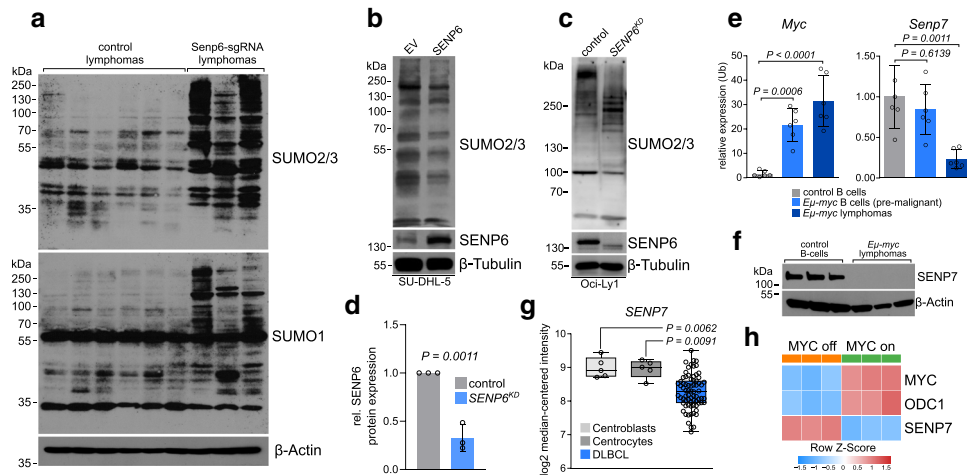 a
control
lymphomas
Senp6-sgRNA
lymphomas
kDa
250
130
100
70
55
35
SUMO2/3
250
130
100
70
55
35
SUMO1
35
55
β-Actin
b
EV
SENP6
kDa
250
130
100
70
55
SUMO2/3
130
SENP6
55
β-Tubulin
SU-DHL-5
c
control
SENP6KD
kDa
250
130
100
70
SUMO2/3
130
SENP6
55
β-Tubulin
Oci-Ly1
d
rel. SENP6
protein expression
1.5
1.0
0.5
0.0
P = 0.0011
control
SENP6KD
e
Myc
relative expression (Ub)
50
40
30
20
10
0
P < 0.0001
P = 0.0006
Senp7
1.50
1.00
0.50
0.00
P = 0.0011
P = 0.6139
control B cells
Eμ-myc B cells (pre-malignant)
Eμ-myc lymphomas
f
control
B-cells
Eμ-myc
lymphomas
kDa
130
100
55
SENP7
β-Actin
g
SENP7
log2 median-centered intensity
10
9
8
7
6
P = 0.0062
P = 0.0091
Centroblasts
Centrocytes
DLBCL
h
MYC off
MYC on
MYC
ODC1
SENP7
Row Z-Score
−1.5
−1
−0.5
0
0.5
1
1.5